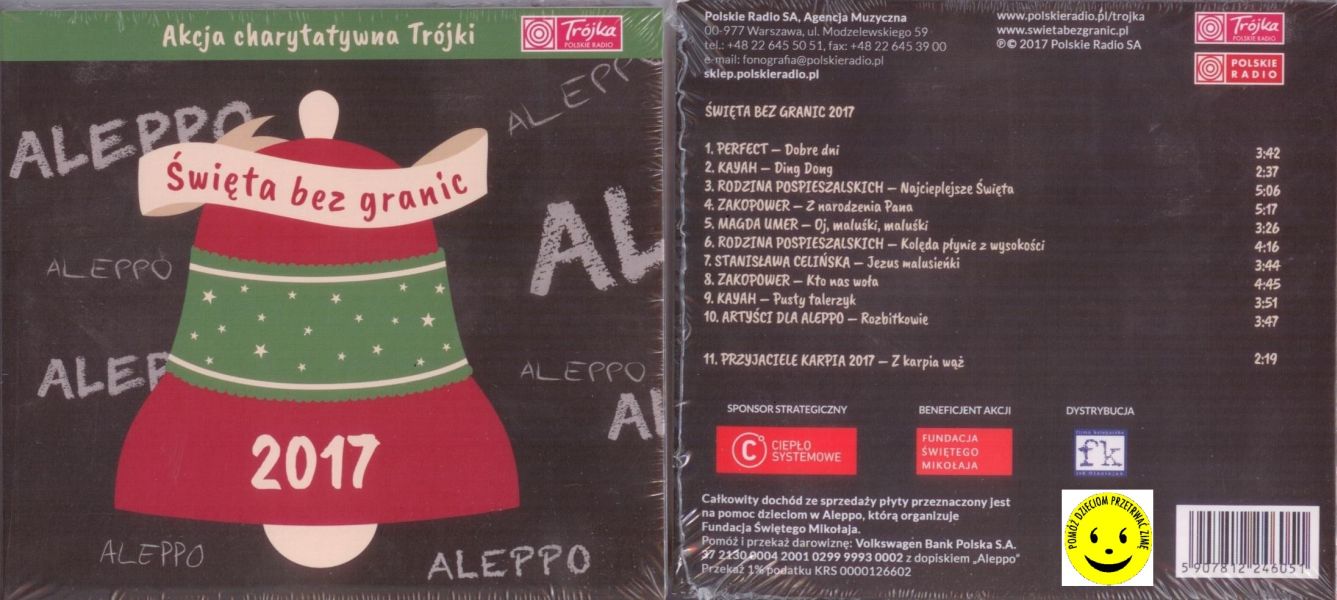 Akcja charytatywna Trójki
Trójka
POLSKIE RADIO
ALEPPO
ALEPPO
Święta bez granic
AL
ALEPPO
ALEPP
ALEPPO
AL
2017
ALEPPO
ALEPPO
Polskie Radio SA, Agencja Muzyczna
00-977 Warszawa, ul. Modzelewskiego 59
tel.: +48 22 645 50 51, fax: +48 22 645 39 00
e-mail: fonografia@polskieradio.pl
sklep.polskieradio.pl
www.polskieradio.pl/trojka
www.swietabezgranic.pl
℗© 2017 Polskie Radio SA
Trójka
POLSKIE RADIO
POLSKIE
RADIO
ŚWIĘTA BEZ GRANIC 2017
1. PERFECT — Dobre dni 3:42
2. KAYAH — Ding Dong 2:37
3. RODZINA POSPIESZALSKICH — Najcieplejsze Święta 5:06
4. ZAKOPOWER — Z narodzenia Pana 5:17
5. MAGDA UMER — Oj, maluśki, maluśki 3:26
6. RODZINA POSPIESZALSKICH — Kolęda płynie z wysokości 4:16
7. STANISŁAWA CELIŃSKA — Jezus malusieńki 3:44
8. ZAKOPOWER — Kto nas woła 4:45
9. KAYAH — Pusty talerzyk 3:51
10. ARTYŚCI DLA ALEPPO — Rozbitkowie 3:47
11. PRZYJACIELE KARPIA 2017 — Z karpia wąż 2:19
SPONSOR STRATEGICZNY
BENEFICJENT AKCJI
DYSTRYBUCJA
C
CIEPŁO
SYSTEMOWE
FUNDACJA
ŚWIĘTEGO
MIKOŁAJA
firma księgarska
fk
Całkowity dochód ze sprzedaży płyty przeznaczony jest
na pomoc dzieciom w Aleppo, którą organizuje
Fundacja Świętego Mikołaja.
Pomóż i przekaż darowiznę: Volkswagen Bank Polska S.A.
37 2130 0004 2001 0299 9993 0002 z dopiskiem „Aleppo”
Przekaż 1% podatku KRS 0000126602
POMÓŻ DZIECIOM PRZETRWAĆ ZIMĘ
5 907812 246051